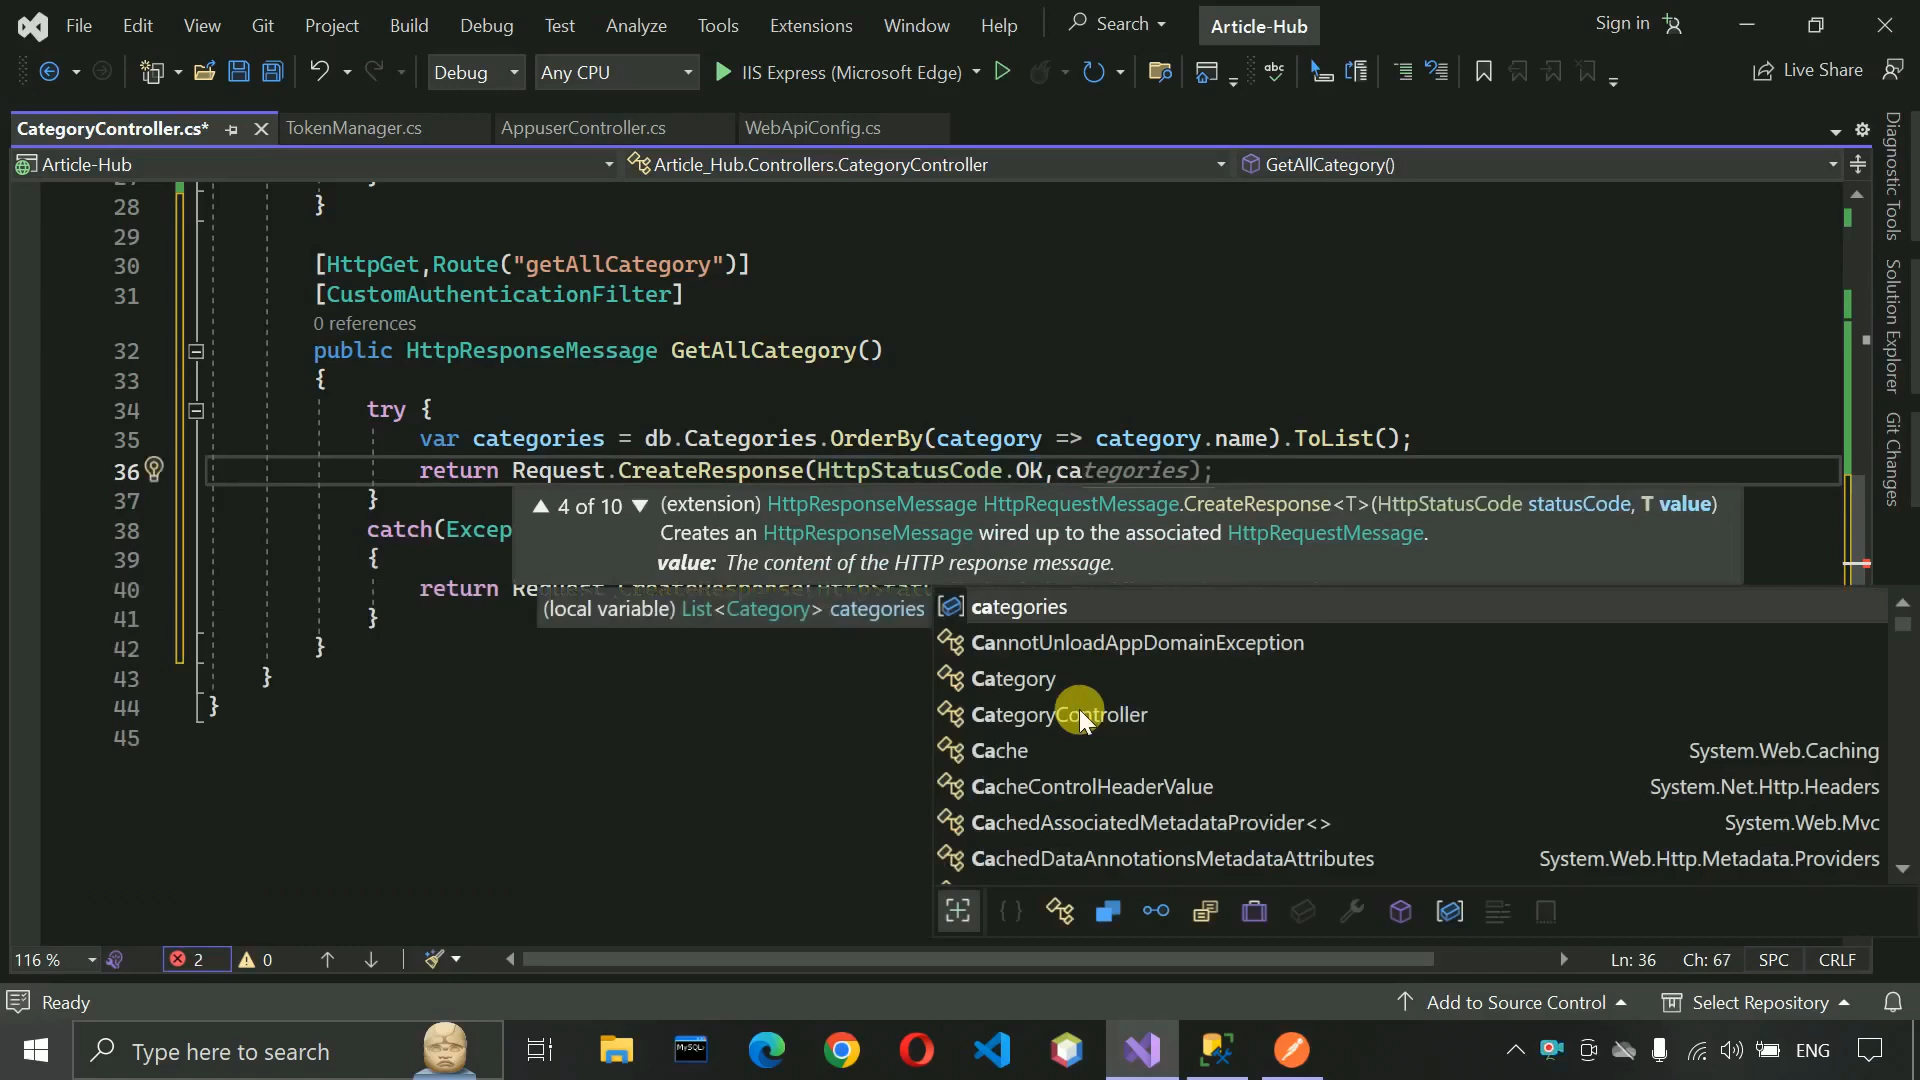 File Edit View Git Project Build Debug Test Analyze Tools Extensions Window Help Search Article-Hub Sign in
Debug Any CPU IIS Express (Microsoft Edge) abc Live Share
CategoryController.cs* TokenManager.cs AppuserController.cs WebApiConfig.cs
Article-Hub Article_Hub.Controllers.CategoryController GetAllCategory()
28 }
29
30 [HttpGet,Route("getAllCategory")]
31 [CustomAuthenticationFilter]
0 references
32 public HttpResponseMessage GetAllCategory()
33 {
34 try {
35 var categories = db.Categories.OrderBy(category => category.name).ToList();
36 return Request.CreateResponse(HttpStatusCode.OK,categories);
37 }
4 of 10 (extension) HttpResponseMessage HttpRequestMessage.CreateResponse<T>(HttpStatusCode statusCode, T value)
38 catch(Excep
Creates an HttpResponseMessage wired up to the associated HttpRequestMessage.
39 {
value: The content of the HTTP response message.
40 return
(local variable) List<Category> categories
41 }
42 }
43 }
44 }
45
categories
CannotUnloadAppDomainException
Category
CategoryController
Cache System.Web.Caching
CacheControlHeaderValue System.Net.Http.Headers
CachedAssociatedMetadataProvider<> System.Web.Mvc
CachedDataAnnotationsMetadataAttributes System.Web.Http.Metadata.Providers
Diagnostic Tools
Solution Explorer
Git Changes
116 % 2 0 Ln: 36 Ch: 67 SPC CRLF
Ready Add to Source Control Select Repository
Type here to search MySQL ENG